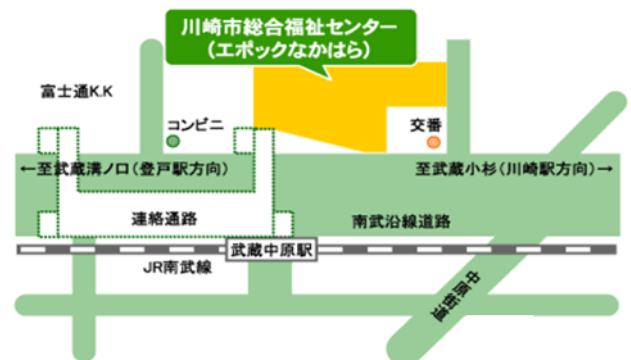 川崎市総合福祉センター
(エポックなかはら)
富士通K.K
コンビニ
交番
←至武蔵溝ノ口(登戸駅方向)
至武蔵小杉(川崎駅方向)→
連絡通路
南武沿線道路
武蔵中原駅
JR南武線
中原街道